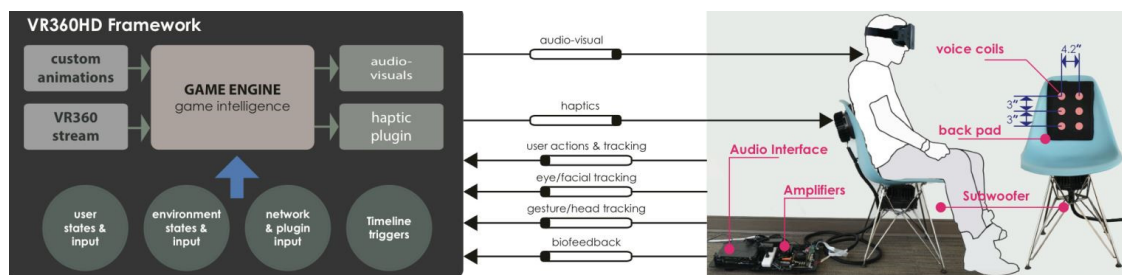 VR360HD Framework
custom
animations
VR360
stream
GAME ENGINE
game intelligence
audio-
visuals
haptic
plugin
user
states &
input
environment
states &
input
network
& plugin
input
Timeline
triggers
audio-visual
haptics
user actions & tracking
eye/facial tracking
gesture/head tracking
biofeedback
voice coils
4.2"
3"
3"
back pad
Audio Interface
Amplifiers
Subwoofer